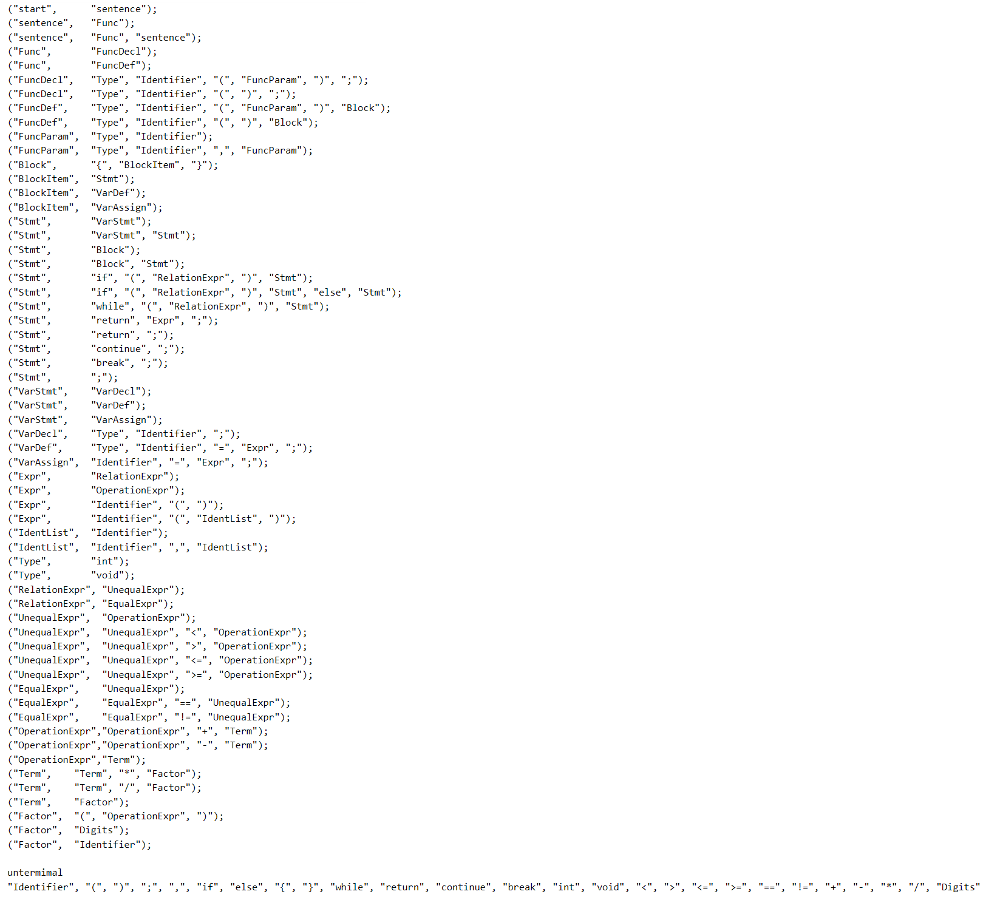 ("start",      "sentence");
("sentence",   "Func");
("sentence",   "Func", "sentence");
("Func",       "FuncDecl");
("Func",       "FuncDef");
("FuncDecl",   "Type", "Identifier", "(", "FuncParam", ")", ";");
("FuncDecl",   "Type", "Identifier", "(", ")", ";");
("FuncDef",    "Type", "Identifier", "(", "FuncParam", ")", "Block");
("FuncDef",    "Type", "Identifier", "(", ")", "Block");
("FuncParam",  "Type", "Identifier");
("FuncParam",  "Type", "Identifier", ",", "FuncParam");
("Block",      "{", "BlockItem", "}");
("BlockItem",  "Stmt");
("BlockItem",  "VarDef");
("BlockItem",  "VarAssign");
("Stmt",       "VarStmt");
("Stmt",       "VarStmt", "Stmt");
("Stmt",       "Block");
("Stmt",       "Block", "Stmt");
("Stmt",       "if", "(", "RelationExpr", ")", "Stmt");
("Stmt",       "if", "(", "RelationExpr", ")", "Stmt", "else", "Stmt");
("Stmt",       "while", "(", "RelationExpr", ")", "Stmt");
("Stmt",       "return", "Expr", ";");
("Stmt",       "return", ";");
("Stmt",       "continue", ";");
("Stmt",       "break", ";");
("Stmt",       ";");
("VarStmt",    "VarDecl");
("VarStmt",    "VarDef");
("VarStmt",    "VarAssign");
("VarDecl",    "Type", "Identifier", ";");
("VarDef",     "Type", "Identifier", "=", "Expr", ";");
("VarAssign",  "Identifier", "=", "Expr", ";");
("Expr",       "RelationExpr");
("Expr",       "OperationExpr");
("Expr",       "Identifier", "(", ")");
("Expr",       "Identifier", "(", "IdentList", ")");
("IdentList",  "Identifier");
("IdentList",  "Identifier", ",", "IdentList");
("Type",       "int");
("Type",       "void");
("RelationExpr", "UnequalExpr");
("RelationExpr", "EqualExpr");
("UnequalExpr",  "OperationExpr");
("UnequalExpr",  "UnequalExpr", "<", "OperationExpr");
("UnequalExpr",  "UnequalExpr", ">", "OperationExpr");
("UnequalExpr",  "UnequalExpr", "<=", "OperationExpr");
("UnequalExpr",  "UnequalExpr", ">=", "OperationExpr");
("EqualExpr",    "UnequalExpr");
("EqualExpr",    "EqualExpr", "==", "UnequalExpr");
("EqualExpr",    "EqualExpr", "!=", "UnequalExpr");
("OperationExpr","OperationExpr", "+", "Term");
("OperationExpr","OperationExpr", "-", "Term");
("OperationExpr","Term");
("Term",    "Term", "*", "Factor");
("Term",    "Term", "/", "Factor");
("Term",    "Factor");
("Factor",  "(", "OperationExpr", ")");
("Factor",  "Digits");
("Factor",  "Identifier");
untermimal
"Identifier", "(", ")", ";", ",", "if", "else", "{", "}", "while", "return", "continue", "break", "int", "void", "<", ">", "<=", ">=", "==", "!=", "+", "-", "*", "/", "Digits"